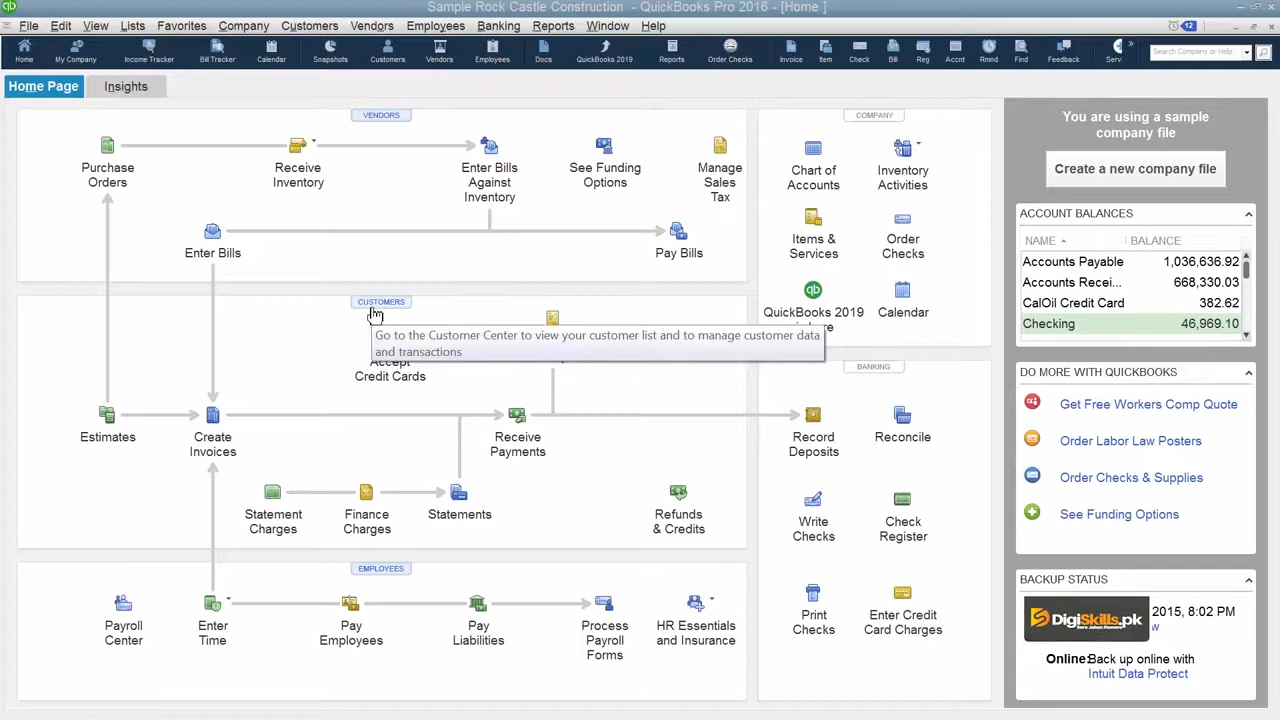 Sample Rock Castle Construction - QuickBooks Pro 2016 - [Home ]
File Edit View Lists Favorites Company Customers Vendors Employees Banking Reports Window Help
12
Home My Company Income Tracker Bill Tracker Calendar Snapshots Customers Vendors Employees Docs QuickBooks 2019 Reports Order Checks Invoice Item Check Bill Reg Accnt Rmnd Find Feedback Serv
Search Company or Help
Home Page Insights
VENDORS
Purchase
Orders
Receive
Inventory
Enter Bills
Against
Inventory
See Funding
Options
Manage
Sales
Tax
Enter Bills
Pay Bills
CUSTOMERS
Go to the Customer Center to view your customer list and to manage customer data
and transactions
Accept
Credit Cards
Estimates
Create
Invoices
Receive
Payments
Statement
Charges
Finance
Charges
Statements
Refunds
& Credits
EMPLOYEES
Payroll
Center
Enter
Time
Pay
Employees
Pay
Liabilities
Process
Payroll
Forms
HR Essentials
and Insurance
COMPANY
Chart of
Accounts
Inventory
Activities
Items &
Services
Order
Checks
qb
QuickBooks 2019
Calendar
BANKING
Record
Deposits
Reconcile
Write
Checks
Check
Register
Print
Checks
Enter Credit
Card Charges
You are using a sample
company file
Create a new company file
ACCOUNT BALANCES
NAME BALANCE
Accounts Payable 1,036,636.92
Accounts Recei... 668,330.03
CalOil Credit Card 382.62
Checking 46,969.10
DO MORE WITH QUICKBOOKS
Get Free Workers Comp Quote
Order Labor Law Posters
Order Checks & Supplies
See Funding Options
BACKUP STATUS
DigiSkills.pk
2015, 8:02 PM
Online: Back up online with
Intuit Data Protect